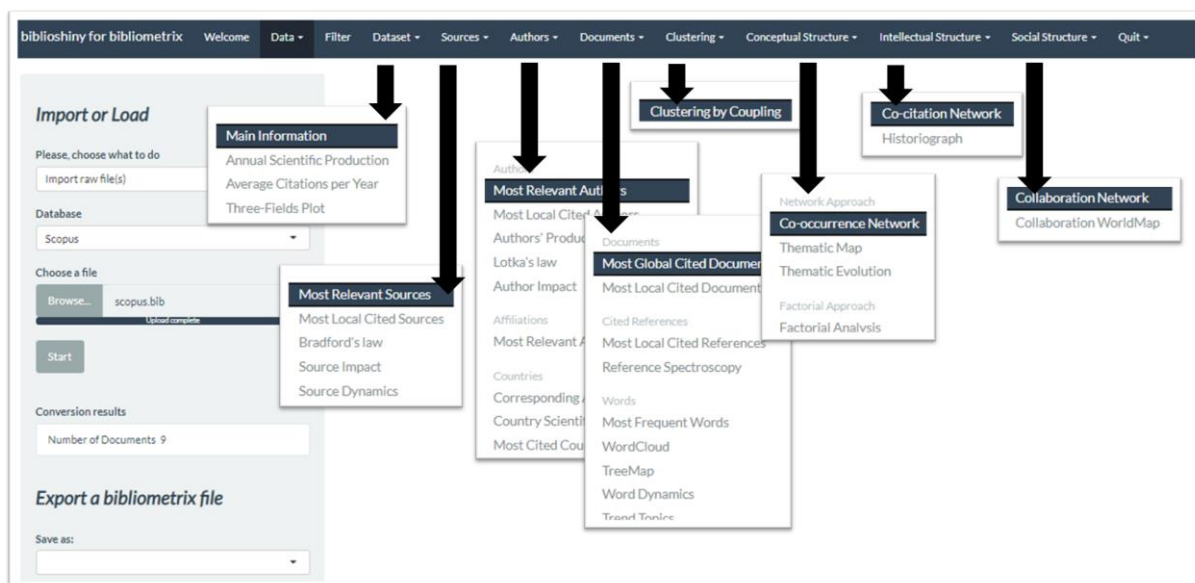 biblioshiny for bibliometrix Welcome Data Filter Dataset Sources Authors Documents Clustering Conceptual Structure Intellectual Structure Social Structure Quit
Import or Load
Please, choose what to do
Import raw file(s)
Database
Scopus
Choose a file
Browse... scopus.bib
Upload complete
Start
Conversion results
Number of Documents 9
Export a bibliometrix file
Save as:
Main Information
Annual Scientific Production
Average Citations per Year
Three-Fields Plot
Most Relevant Sources
Most Local Cited Sources
Bradford's law
Source Impact
Source Dynamics
Most Relevant Authors
Most Local Cited Authors
Authors'
Lotka's law
Author Impact
Affiliations
Most Relevant
Countries
Corresponding
Country
Most Cited
Documents
Most Global Cited
Most Local Cited
Cited References
Most Local Cited References
Reference Spectroscopy
Words
Most Frequent Words
WordCloud
TreeMap
Word Dynamics
Trend Topics
Clustering by Coupling
Network Approach
Co-occurrence Network
Thematic Map
Thematic Evolution
Factorial Approach
Factorial Analysis
Co-citation Network
Historiograph
Collaboration Network
Collaboration WorldMap